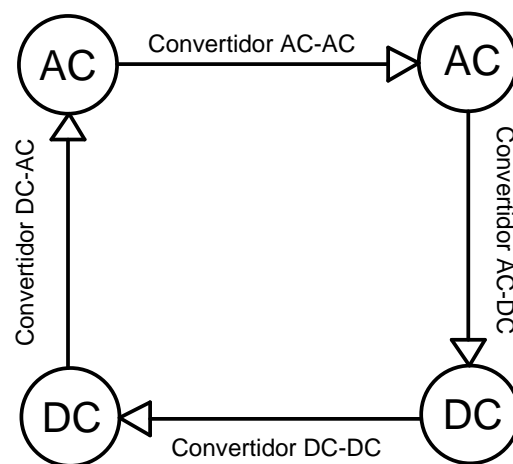 AC
Convertidor AC-AC
AC
Convertidor DC-AC
Convertidor AC-DC
DC
Convertidor DC-DC
DC